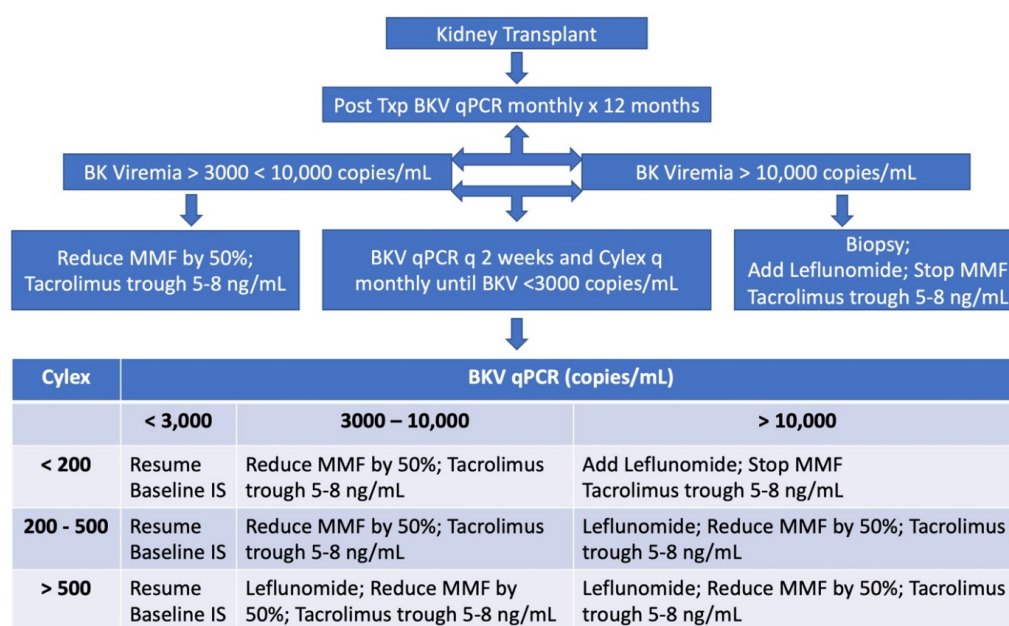 Kidney Transplant
Post Txp BKV qPCR monthly x 12 months
BK Viremia > 3000 < 10,000 copies/mL
BK Viremia > 10,000 copies/mL
Reduce MMF by 50%;
Tacrolimus trough 5-8 ng/mL
BKV qPCR q 2 weeks and Cylex q
monthly until BKV <3000 copies/mL
Biopsy;
Add Leflunomide; Stop MMF
Tacrolimus trough 5-8 ng/mL
Cylex
BKV qPCR (copies/mL)
< 3,000
3000 – 10,000
> 10,000
< 200
Resume
Baseline IS
Reduce MMF by 50%; Tacrolimus
trough 5-8 ng/mL
Add Leflunomide; Stop MMF
Tacrolimus trough 5-8 ng/mL
200 - 500
Resume
Baseline IS
Reduce MMF by 50%; Tacrolimus
trough 5-8 ng/mL
Leflunomide; Reduce MMF by 50%; Tacrolimus
trough 5-8 ng/mL
> 500
Resume
Baseline IS
Leflunomide; Reduce MMF by
50%; Tacrolimus trough 5-8 ng/mL
Leflunomide; Reduce MMF by 50%; Tacrolimus
trough 5-8 ng/mL